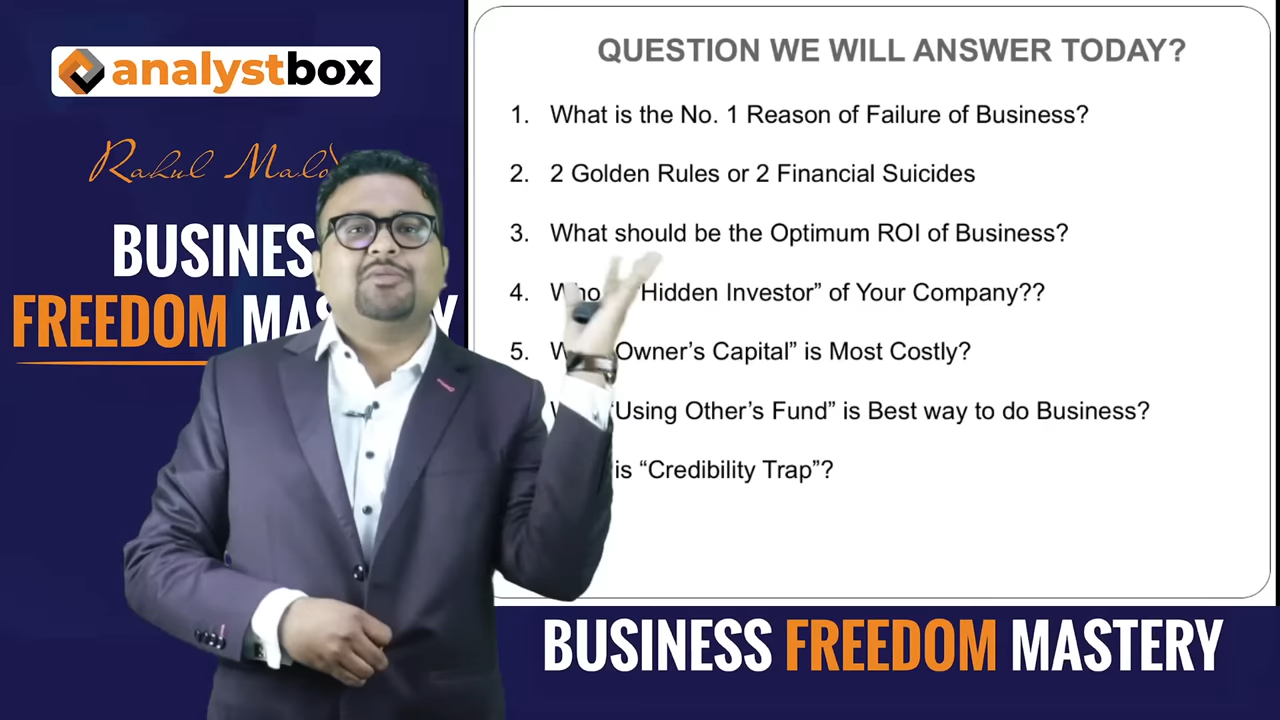 analystbox
Rahul
BUSINES
FREEDOM MAS
QUESTION WE WILL ANSWER TODAY?
1. What is the No. 1 Reason of Failure of Business?
2. 2 Golden Rules or 2 Financial Suicides
3. What should be the Optimum ROI of Business?
4. Hidden Investor” of Your Company??
5. Owner’s Capital” is Most Costly?
“Using Other’s Fund” is Best way to do Business?
is “Credibility Trap”?
BUSINESS FREEDOM MASTERY